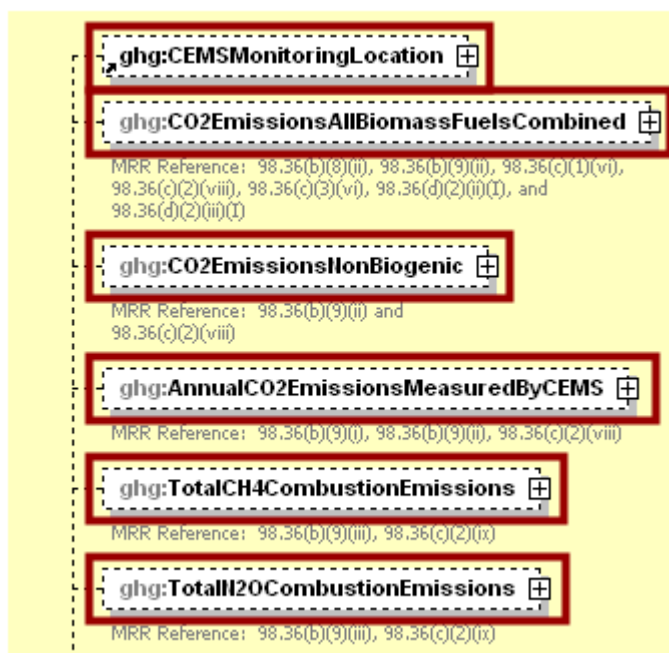 ghg:CEMSMonitoringLocation
ghg:CO2EmissionsAllBiomassFuelsCombined
MRR Reference: 98.36(b)(8)(ii), 98.36(b)(9)(ii), 98.36(c)(1)(vi),
98.36(c)(2)(viii), 98.36(c)(3)(vi), 98.36(d)(2)(ii)(I), and
98.36(d)(2)(iii)(I)
ghg:CO2EmissionsNonBiogenic
MRR Reference: 98.36(b)(9)(ii) and
98.36(c)(2)(viii)
ghg:AnnualCO2EmissionsMeasuredByCEMS
MRR Reference: 98.36(b)(9)(i), 98.36(b)(9)(ii), 98.36(c)(2)(viii)
ghg:TotalCH4CombustionEmissions
MRR Reference: 98.36(b)(9)(iii), 98.36(c)(2)(ix)
ghg:TotalN2OCombustionEmissions
MRR Reference: 98.36(b)(9)(iii), 98.36(c)(2)(ix)